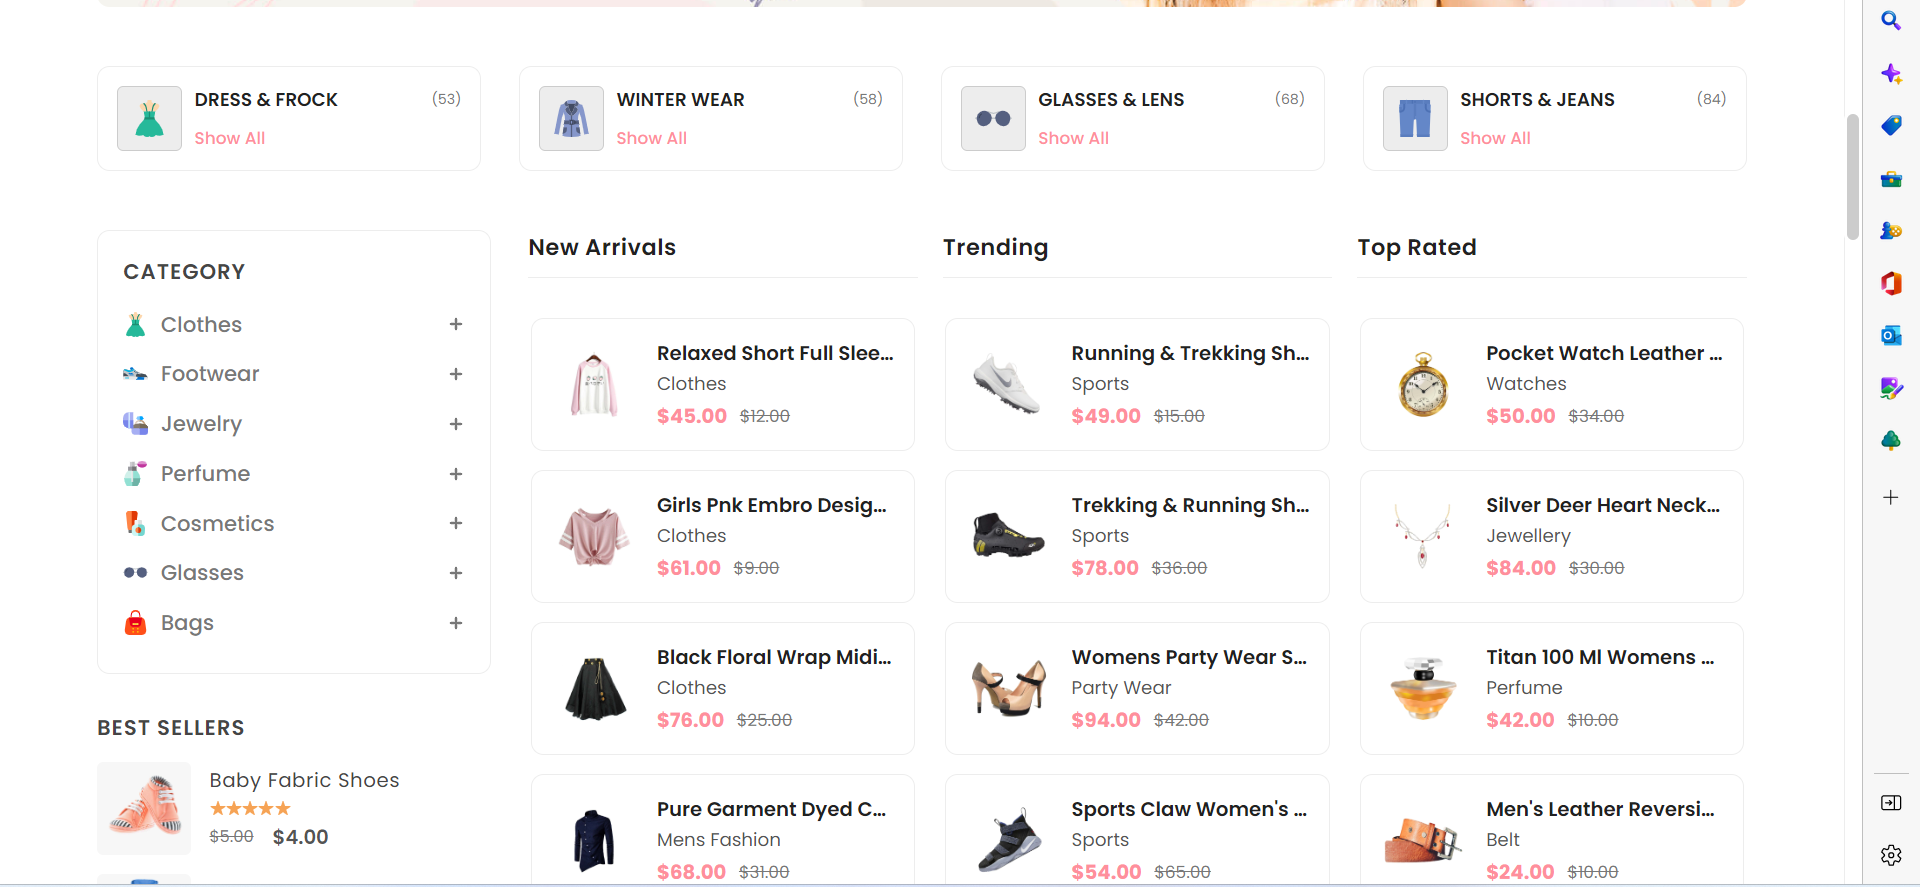 DRESS & FROCK
(53)
Show All
WINTER WEAR
(58)
Show All
GLASSES & LENS
(68)
Show All
SHORTS & JEANS
(84)
Show All
CATEGORY
Clothes +
Footwear +
Jewelry +
Perfume +
Cosmetics +
Glasses +
Bags +
BEST SELLERS
Baby Fabric Shoes
$5.00 $4.00
New Arrivals
Relaxed Short Full Slee...
Clothes
$45.00 $12.00
Girls Pnk Embro Desig...
Clothes
$61.00 $9.00
Black Floral Wrap Midi...
Clothes
$76.00 $25.00
Pure Garment Dyed C...
Mens Fashion
$68.00 $31.00
Trending
Running & Trekking Sh...
Sports
$49.00 $15.00
Trekking & Running Sh...
Sports
$78.00 $36.00
Womens Party Wear S...
Party Wear
$94.00 $42.00
Sports Claw Women's ...
Sports
$54.00 $65.00
Top Rated
Pocket Watch Leather ...
Watches
$50.00 $34.00
Silver Deer Heart Neck...
Jewellery
$84.00 $30.00
Titan 100 Ml Womens ...
Perfume
$42.00 $10.00
Men's Leather Reversi...
Belt
$24.00 $10.00